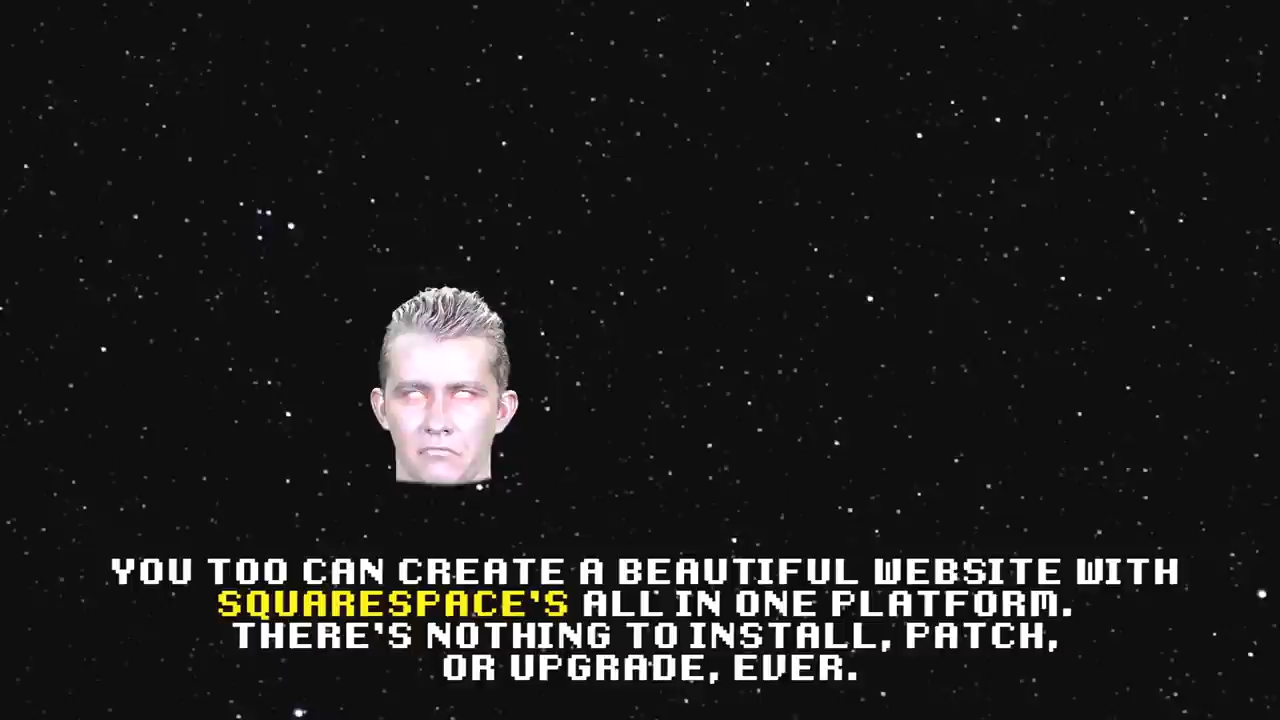 YOU TOO CAN CREATE A BEAUTIFUL WEBSITE WITH
SQUARESPACE'S ALL IN ONE PLATFORM.
THERE'S NOTHING TO INSTALL, PATCH,
OR UPGRADE, EVER.